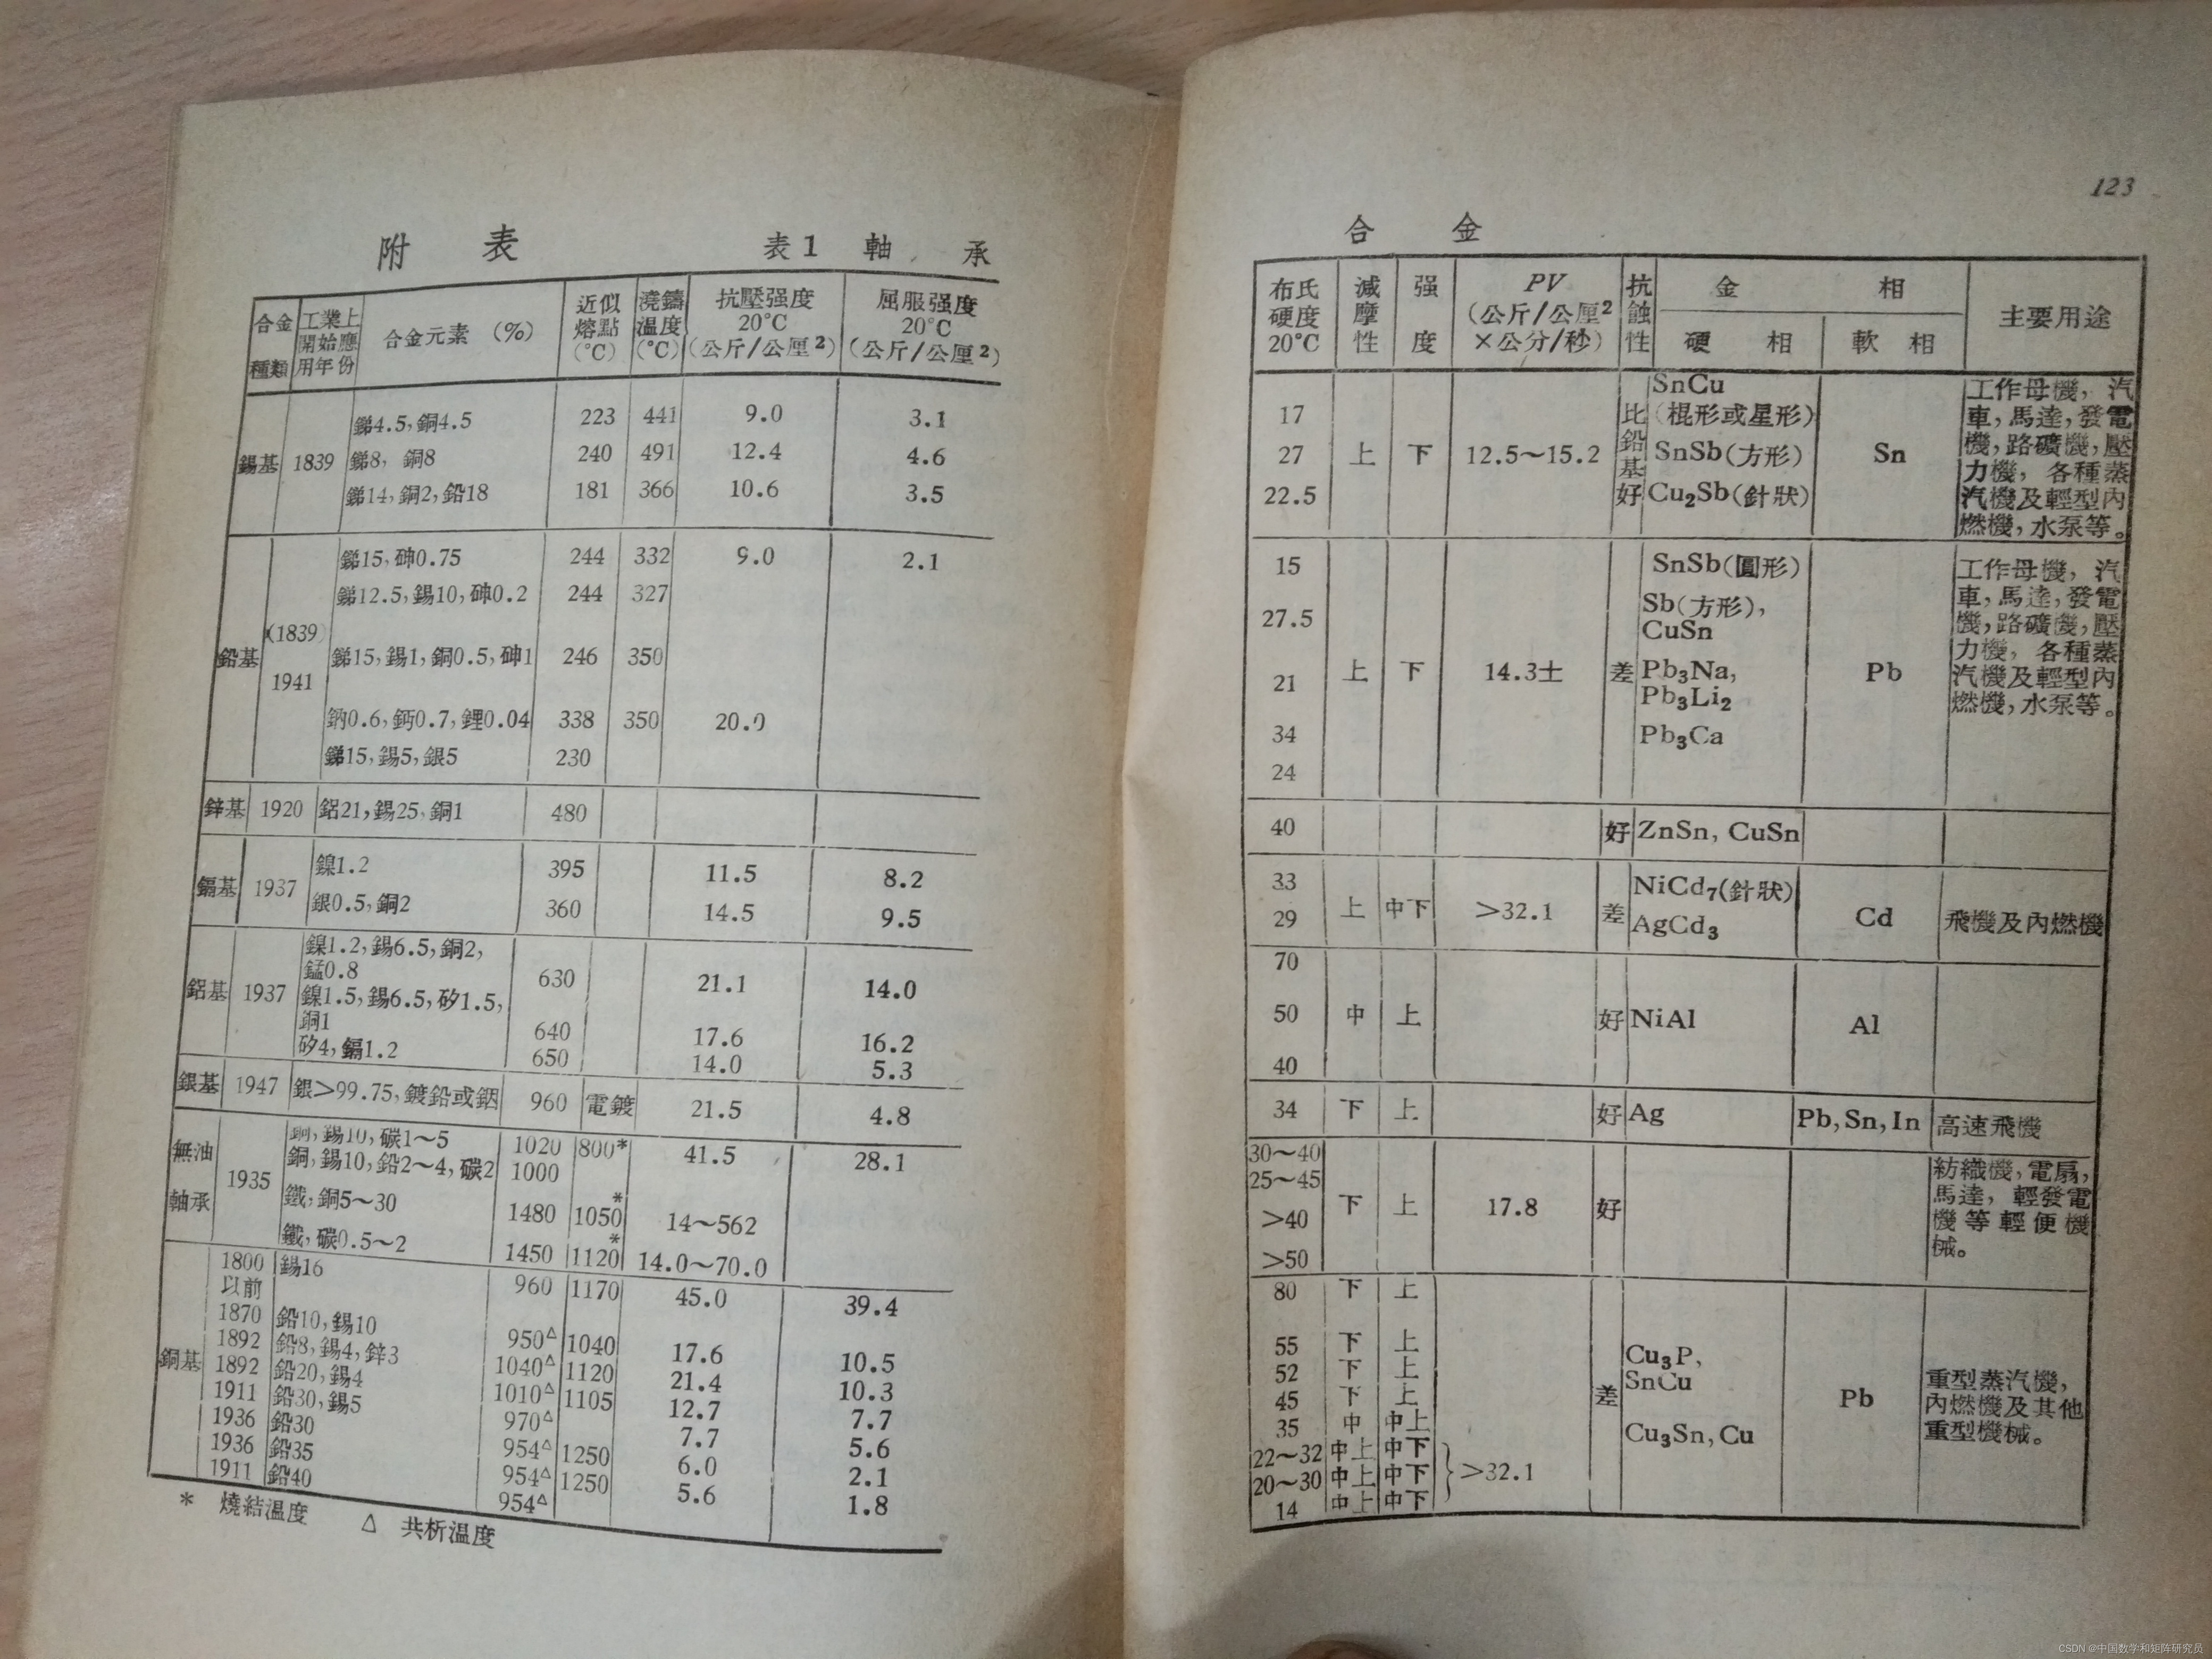 附表 表1 軸承
合金種類 工業上開始應用年份 合金元素 (%) 近似熔點(°C) 澆鑄温度(°C) 抗壓强度20°C(公斤/公厘²) 屈服强度20°C(公斤/公厘²)
錫基 1839
銻4.5,銅4.5 223 441 9.0 3.1
銻8, 銅8 240 491 12.4 4.6
銻14,銅2,鉛18 181 366 10.6 3.5
鉛基 (1839) 1941
銻15,砷0.75 244 332 9.0 2.1
銻12.5,錫10,砷0.2 244 327
銻15,錫1,銅0.5,砷1 246 350
鈉0.6,鈣0.7,鋰0.04 338 350 20.0
銻15,錫5,銀5 230
鋅基 1920 鋁21,錫25,銅1 480
鎘基 1937
鎳1.2 395 11.5 8.2
銀0.5,銅2 360 14.5 9.5
鋁基 1937
鎳1.2,錫6.5,銅2,
錳0.8 630 21.1 14.0
鎳1.5,錫6.5,矽1.5,
銅1 640 17.6 16.2
矽4,鎘1.2 650 14.0 5.3
銀基 1947 銀>99.75,鍍鉛或銦 960 電鍍 21.5 4.8
無油軸承 1935
銅,錫10,碳1~5 1020 800* 41.5 28.1
銅,錫10,鉛2~4,碳2 1000
鐵,銅5~30 1480 1050* 14~562
鐵,碳0.5~2 1450 1120* 14.0~70.0
銅基
1800以前 錫16 960 1170 45.0 39.4
1870 鉛10,錫10 950△ 1040 17.6 10.5
1892 鉛8,錫4,鋅3 1040△ 1120 21.4 10.3
1892 鉛20,錫4 1010△ 1105 12.7 7.7
1911 鉛30,錫5 970△ 7.7 5.6
1936 鉛30 954△ 1250 6.0 2.1
1936 鉛35 954△ 1250 5.6 1.8
1911 鉛40 954△
* 燒結温度 △ 共析温度
123
合金
布氏硬度20°C 減摩性 强度 PV(公斤/公厘²×公分/秒) 抗蝕性 金相 硬相 軟相 主要用途
17
27
22.5
上 下 12.5~15.2 比鉛基好
SnCu
(棍形或星形)
SnSb(方形)
Cu₂Sb(針狀)
Sn
工作母機, 汽
車,馬達,發電
機,路礦機,壓
力機, 各種蒸
汽機及輕型內
燃機,水泵等。
15
27.5
21
34
24
上 下 14.3土 差
SnSb(圓形)
Sb(方形),
CuSn
Pb₃Na,
Pb₃Li₂
Pb₃Ca
Pb
工作母機, 汽
車,馬達,發電
機,路礦機,壓
力機, 各種蒸
汽機及輕型內
燃機,水泵等。
40 好 ZnSn, CuSn
33
29
上 中下 >32.1 差
NiCd₇(針狀)
AgCd₃
Cd 飛機及內燃機
70
50
40
中 上 好 NiAl Al
34 下 上 好 Ag Pb,Sn,In 高速飛機
30~40
25~45
>40
>50
下 上 17.8 好
紡織機,電扇,
馬達, 輕發電
機等輕便機
械。
80 下 上
55 下 上
52 下 上
45 下 上
35 中 中上
22~32 中上 中下
20~30 中上 中下
14 中上 中下
>32.1
差
Cu₃P,
SnCu
Cu₃Sn,Cu
Pb
重型蒸汽機,
內燃機及其他
重型機械。
CSDN @中国数学和矩阵研究员